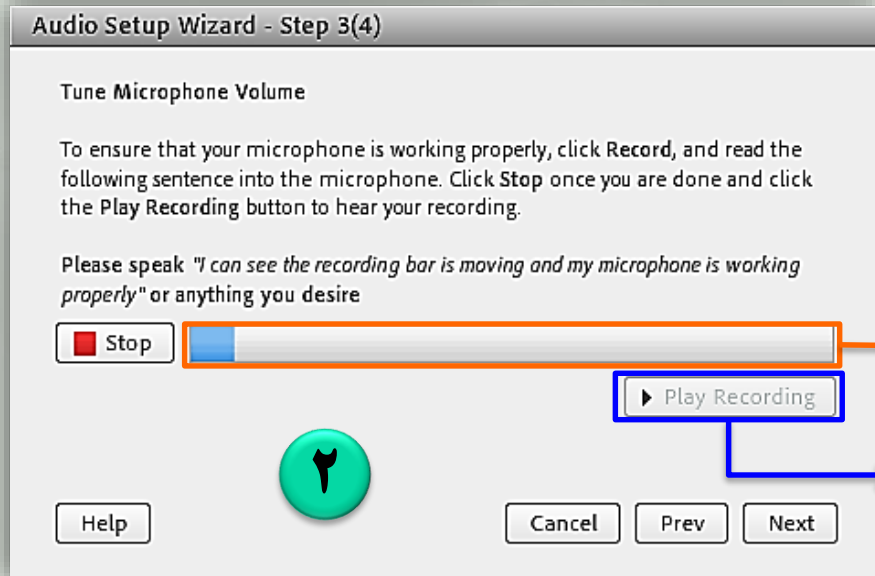 Audio Setup Wizard - Step 3(4)
Tune Microphone Volume
To ensure that your microphone is working properly, click Record, and read the
following sentence into the microphone. Click Stop once you are done and click
the Play Recording button to hear your recording.
Please speak "I can see the recording bar is moving and my microphone is working
properly" or anything you desire
Stop
Play Recording
۲
Help
Cancel
Prev
Next